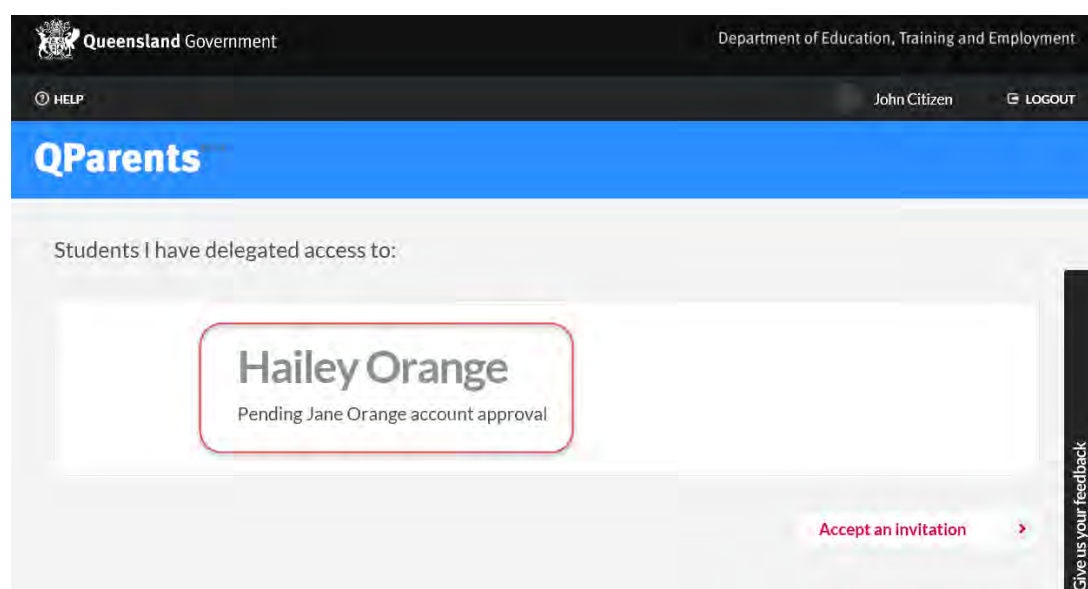 Queensland Government
Department of Education, Training and Employment
HELP
John Citizen
LOGOUT
QParents
Students I have delegated access to:
Hailey Orange
Pending Jane Orange account approval
Accept an invitation
Give us your feedback